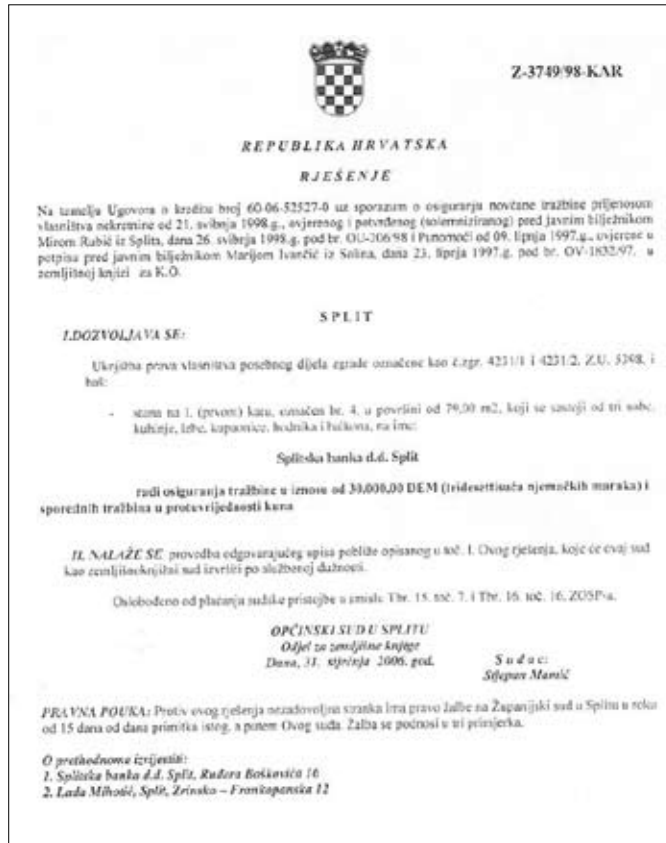 Z-3749/98-KAR
REPUBLIKA HRVATSKA
RJEŠENJE
Na temelju Ugovora o kreditu broj 60-06-52527-0 uz sporazum o osiguranju novčane tražbine prijenosom
vlasništva nekretnine od 21. svibnja 1998.g., ovjerenog i potvrđenog (solemniziranog) pred javnim bilježnikom
Mirom Rubić iz Splita, dana 26. svibnja 1998.g. pod br. OU-206/98 i Punomoći od 09. lipnja 1997.g., ovjerene u
potpisu pred javnim bilježnikom Marijom Ivančić iz Solina, dana 23. lipnja 1997.g. pod br. OV-1832/97, u
zemljišnoj knjizi za K.O.
SPLIT
I.DOZVOLJAVA SE:
Uknjižba prava vlasništva posebnog dijela zgrade označene kao č.zgr. 4231/1 i 4231/2, Z.U. 5398, i
to:
- stana na 1. (prvom) katu, označen br. 4, u površini od 79,00 m2, koji se sastoji od tri sobe,
kuhinje, izbe, kupaonice, hodnika i balkona, na ime:
Splitska banka d.d. Split
radi osiguranja tražbine u iznosu od 30.000,00 DEM (tridesettisuća njemačkih maraka) i
sporednih tražbina u protuvrijednosti kuna
II. NALAŽE SE provedba odgovarajućeg upisa pobliže opisanog u toč. I. Ovog rješenja, koje će ovaj sud
kao zemljišnoknjižni sud izvršiti po službenoj dužnosti.
Oslobođeno od plaćanja sudske pristojbe u smislu Tbr. 15. toč. 7. i Tbr. 16. toč. 16. ZOSP-a.
OPĆINSKI SUD U SPLITU
Odjel za zemljišne knjige
Dana, 31. siječnja 2006. god.
Sudac:
Stjepan Mamić
PRAVNA POUKA: Protiv ovog rješenja nezadovoljna stranka ima pravo žalbe na Županijski sud u Splitu u roku
od 15 dana od dana primitka istog, a putem Ovog suda. Žalba se podnosi u tri primjerka.
O prethodnome izvijestiti:
1. Splitska banka d.d. Split, Ruđera Boškovića 16
2. Lada Mihotić, Split, Zrinsko – Frankopanska 12